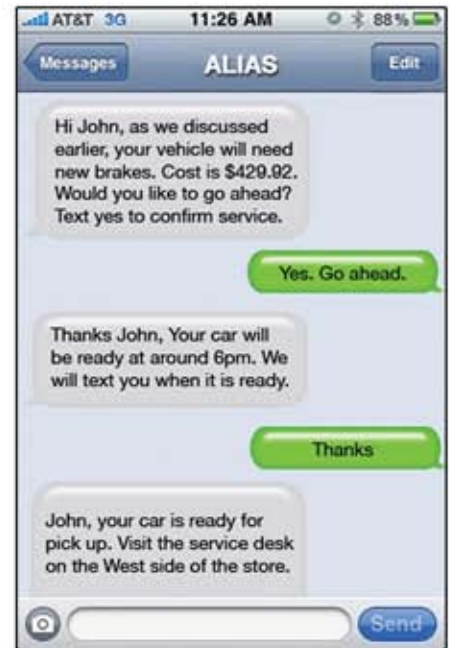 AT&T 3G 11:26 AM 88%
Messages ALIAS Edit
Hi John, as we discussed
earlier, your vehicle will need
new brakes. Cost is $429.92.
Would you like to go ahead?
Text yes to confirm service.
Yes. Go ahead.
Thanks John, Your car will
be ready at around 6pm. We
will text you when it is ready.
Thanks
John, your car is ready for
pick up. Visit the service desk
on the West side of the store.
Send